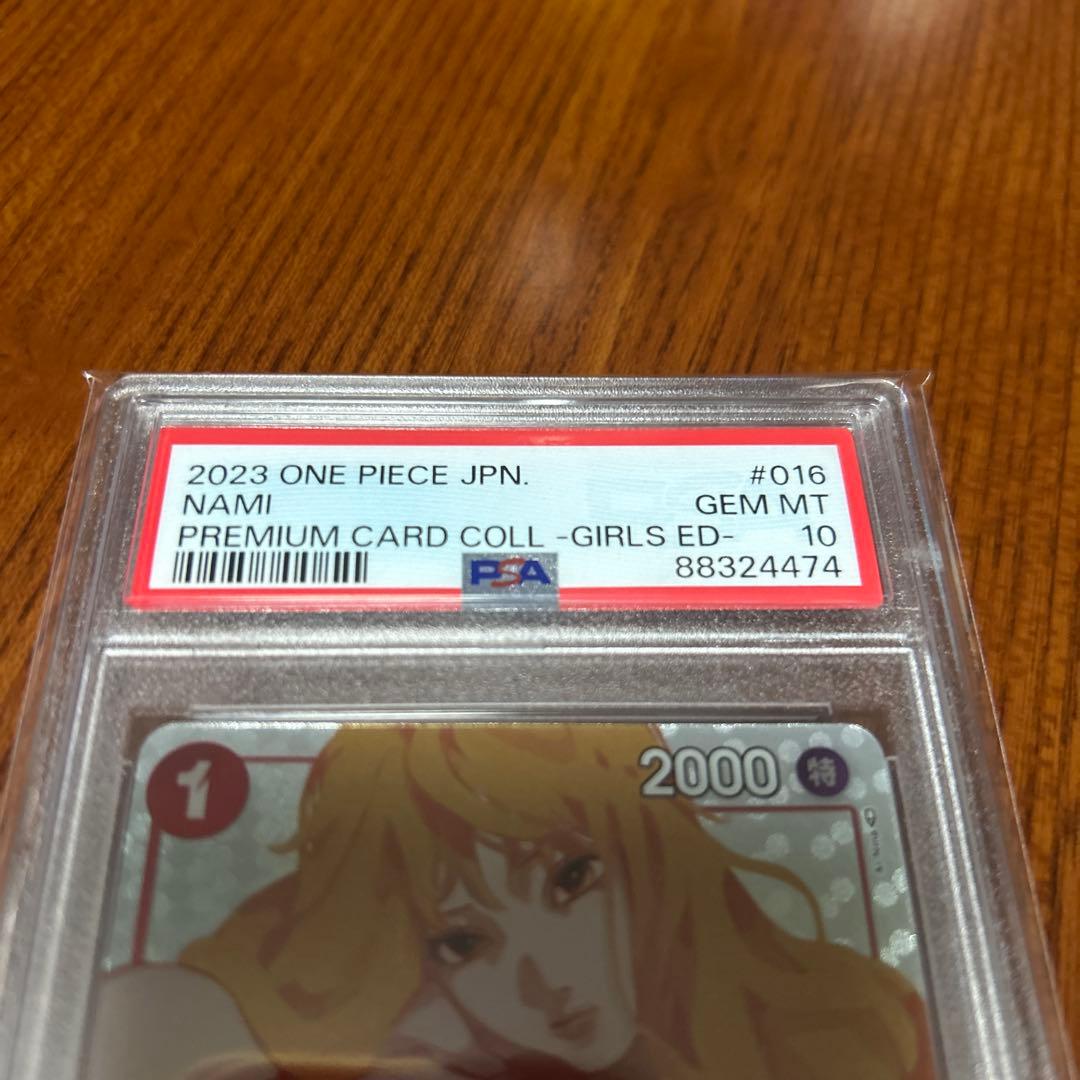 2023 ONE PIECE JPN. #016
NAMI GEM MT
PREMIUM CARD COLL -GIRLS ED- 10
PSA 88324474
1 2000 特